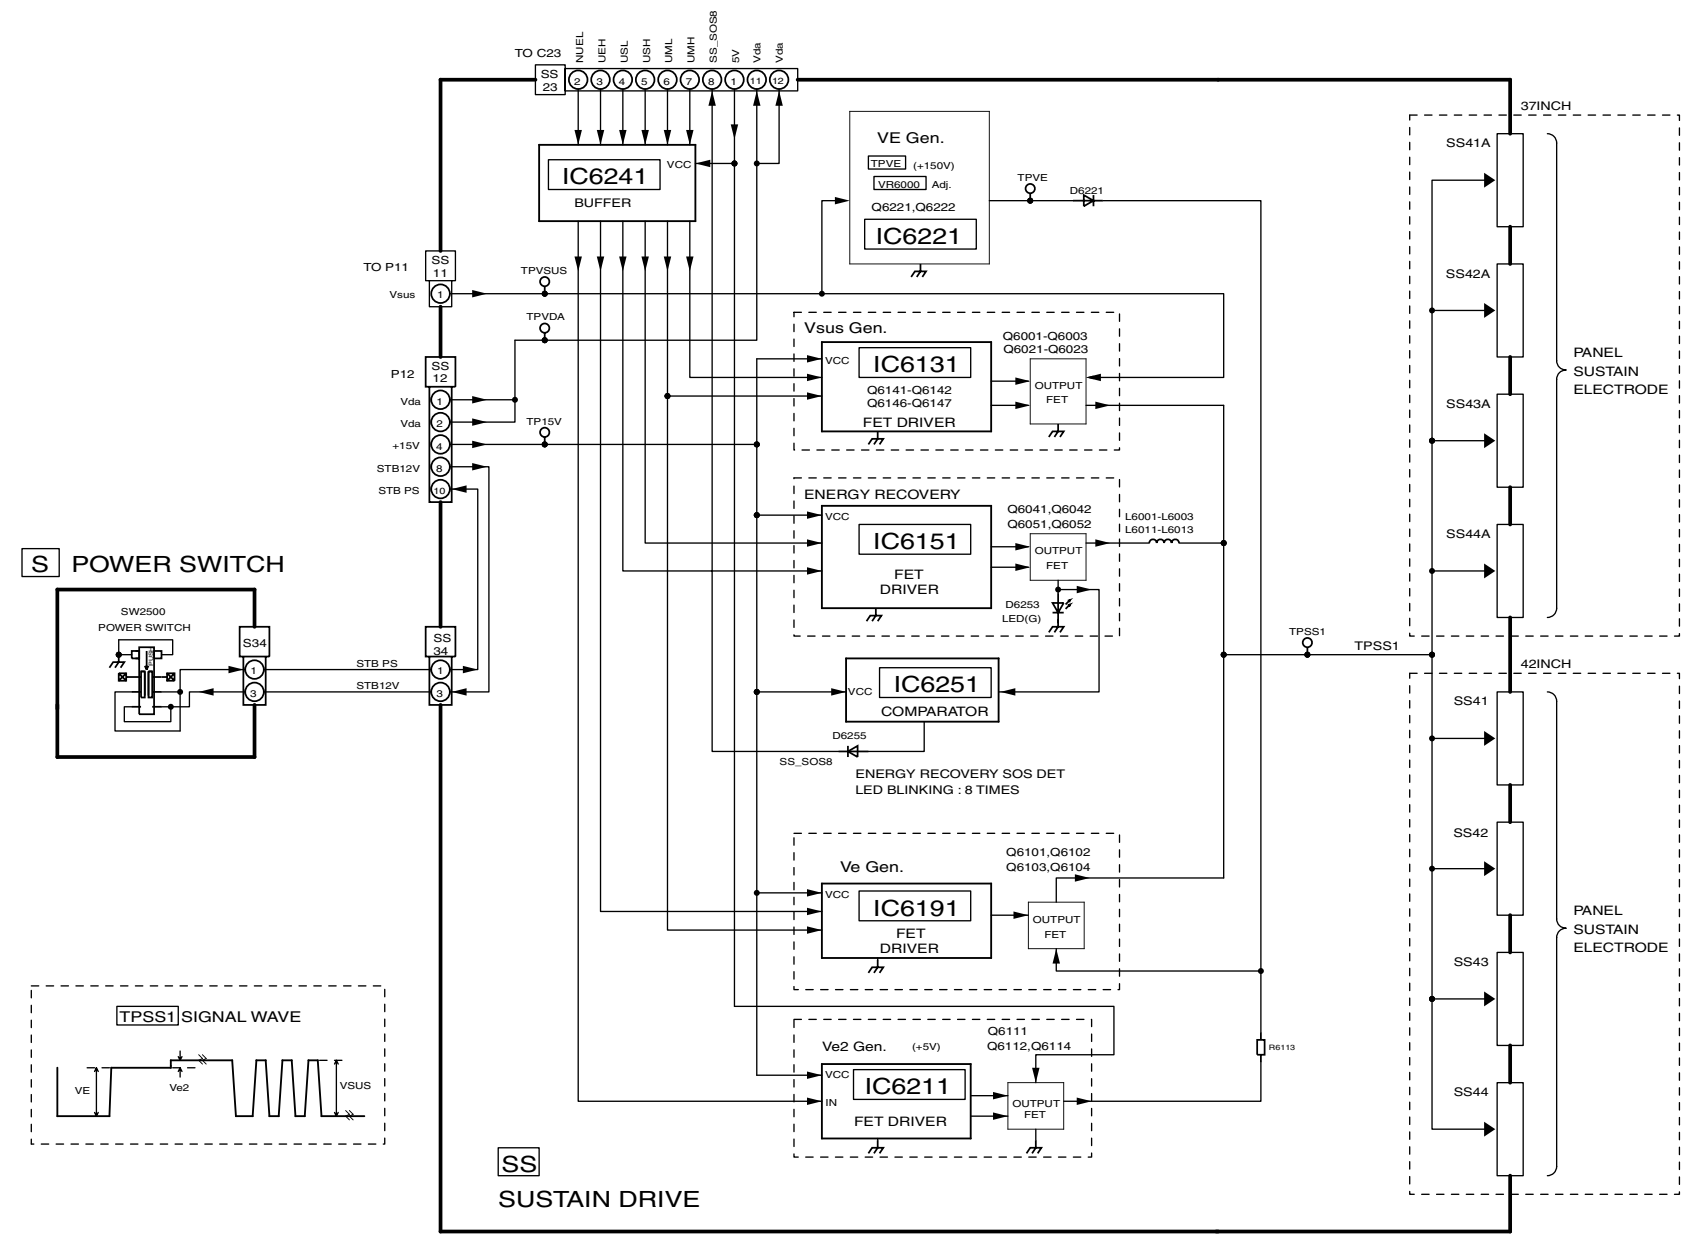 NUEL
UEH
USL
USH
UML
UMH
SS_SOS8
5V
Vda
Vda
TO C23
SS
23
2
3
4
5
6
7
8
1
11
12
IC6241
VCC
BUFFER
TO P11
SS
11
Vsus
1
TPVSUS
TPVDA
P12
SS
12
Vda
1
Vda
2
+15V
4
TP15V
STB12V
8
STB PS
10
VE Gen.
TPVE (+150V)
VR6000 Adj.
Q6221,Q6222
IC6221
TPVE
D6221
Vsus Gen.
VCC
IC6131
Q6141-Q6142
Q6146-Q6147
FET DRIVER
Q6001-Q6003
Q6021-Q6023
OUTPUT
FET
ENERGY RECOVERY
VCC
IC6151
FET
DRIVER
Q6041,Q6042
Q6051,Q6052
OUTPUT
FET
L6001-L6003
L6011-L6013
D6253
LED(G)
VCC
IC6251
COMPARATOR
D6255
SS_SOS8
ENERGY RECOVERY SOS DET
LED BLINKING : 8 TIMES
Ve Gen.
VCC
IC6191
FET
DRIVER
Q6101,Q6102
Q6103,Q6104
OUTPUT
FET
Ve2 Gen. (+5V)
VCC
IC6211
IN
FET DRIVER
Q6111
Q6112,Q6114
OUTPUT
FET
R6113
TPSS1
TPSS1
37INCH
SS41A
SS42A
SS43A
SS44A
PANEL
SUSTAIN
ELECTRODE
42INCH
SS41
SS42
SS43
SS44
PANEL
SUSTAIN
ELECTRODE
S POWER SWITCH
SW2500
POWER SWITCH
PUSH
S34
1
3
STB PS
STB12V
SS
34
1
3
TPSS1 SIGNAL WAVE
VE
Ve2
VSUS
SS
SUSTAIN DRIVE